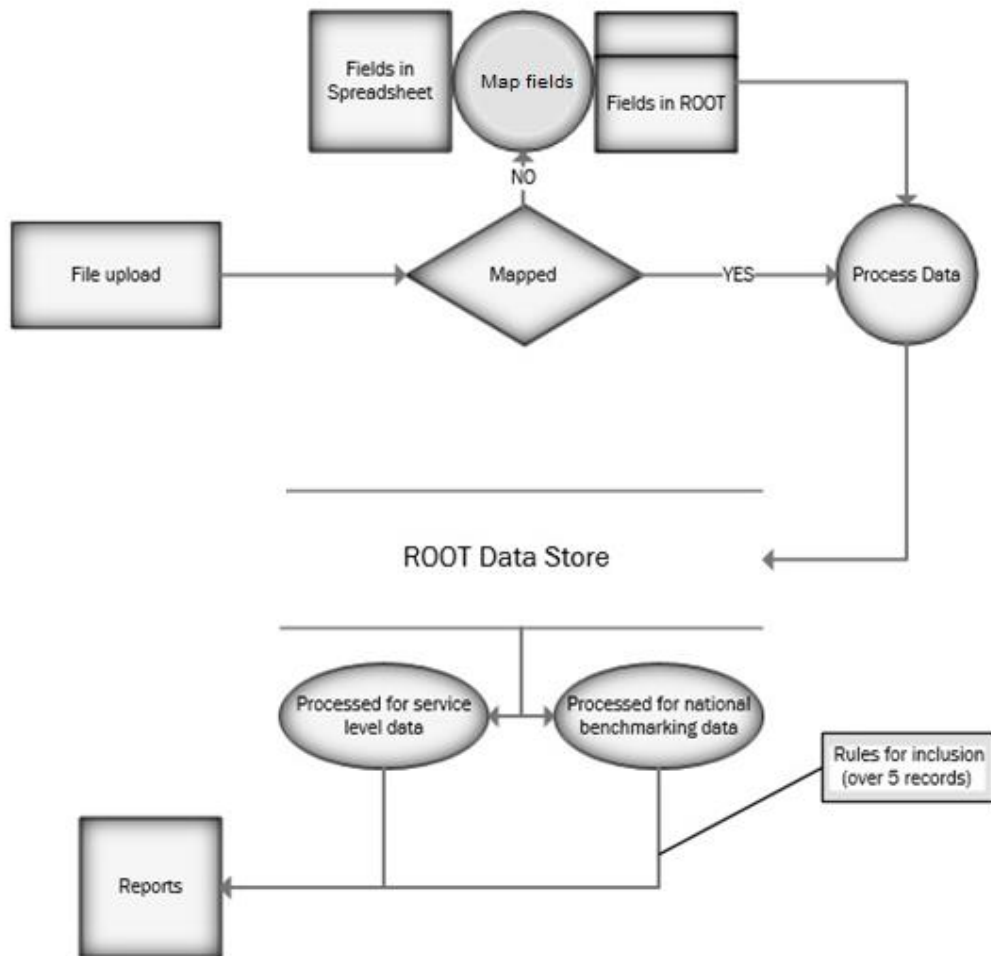 Fields in
Spreadsheet
Map fields
Fields in ROOT
NO
File upload
Mapped
YES
Process Data
ROOT Data Store
Processed for service
level data
Processed for national
benchmarking data
Rules for inclusion
(over 5 records)
Reports